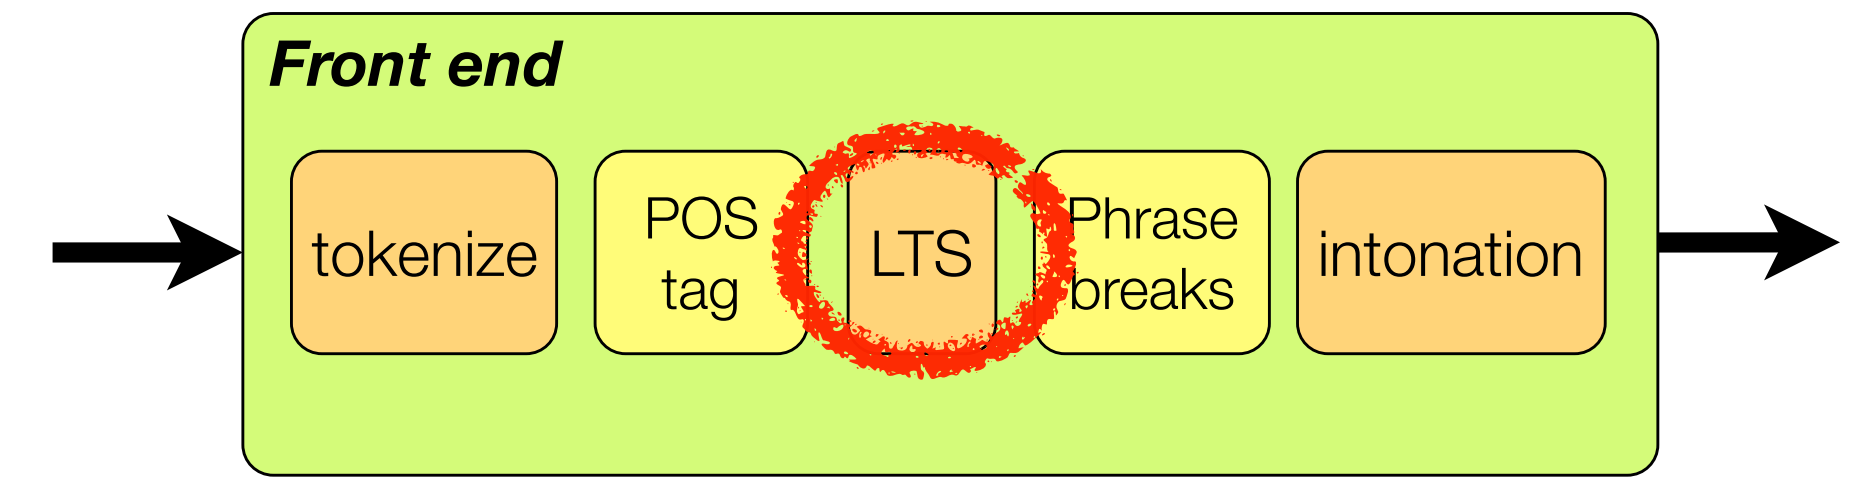 Front end
tokenize
POS
tag
LTS
Phrase
breaks
intonation